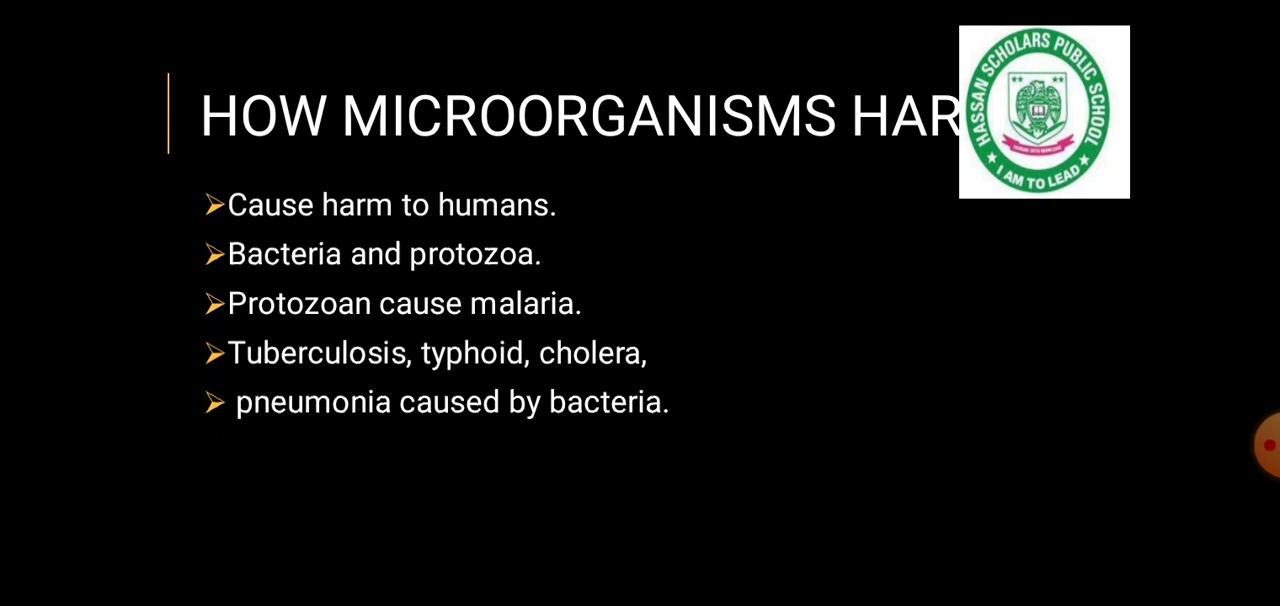 HOW MICROORGANISMS HAR
HASSAN SCHOLARS PUBLIC SCHOOL
I AM TO LEAD
Cause harm to humans.
Bacteria and protozoa.
Protozoan cause malaria.
Tuberculosis, typhoid, cholera,
pneumonia caused by bacteria.